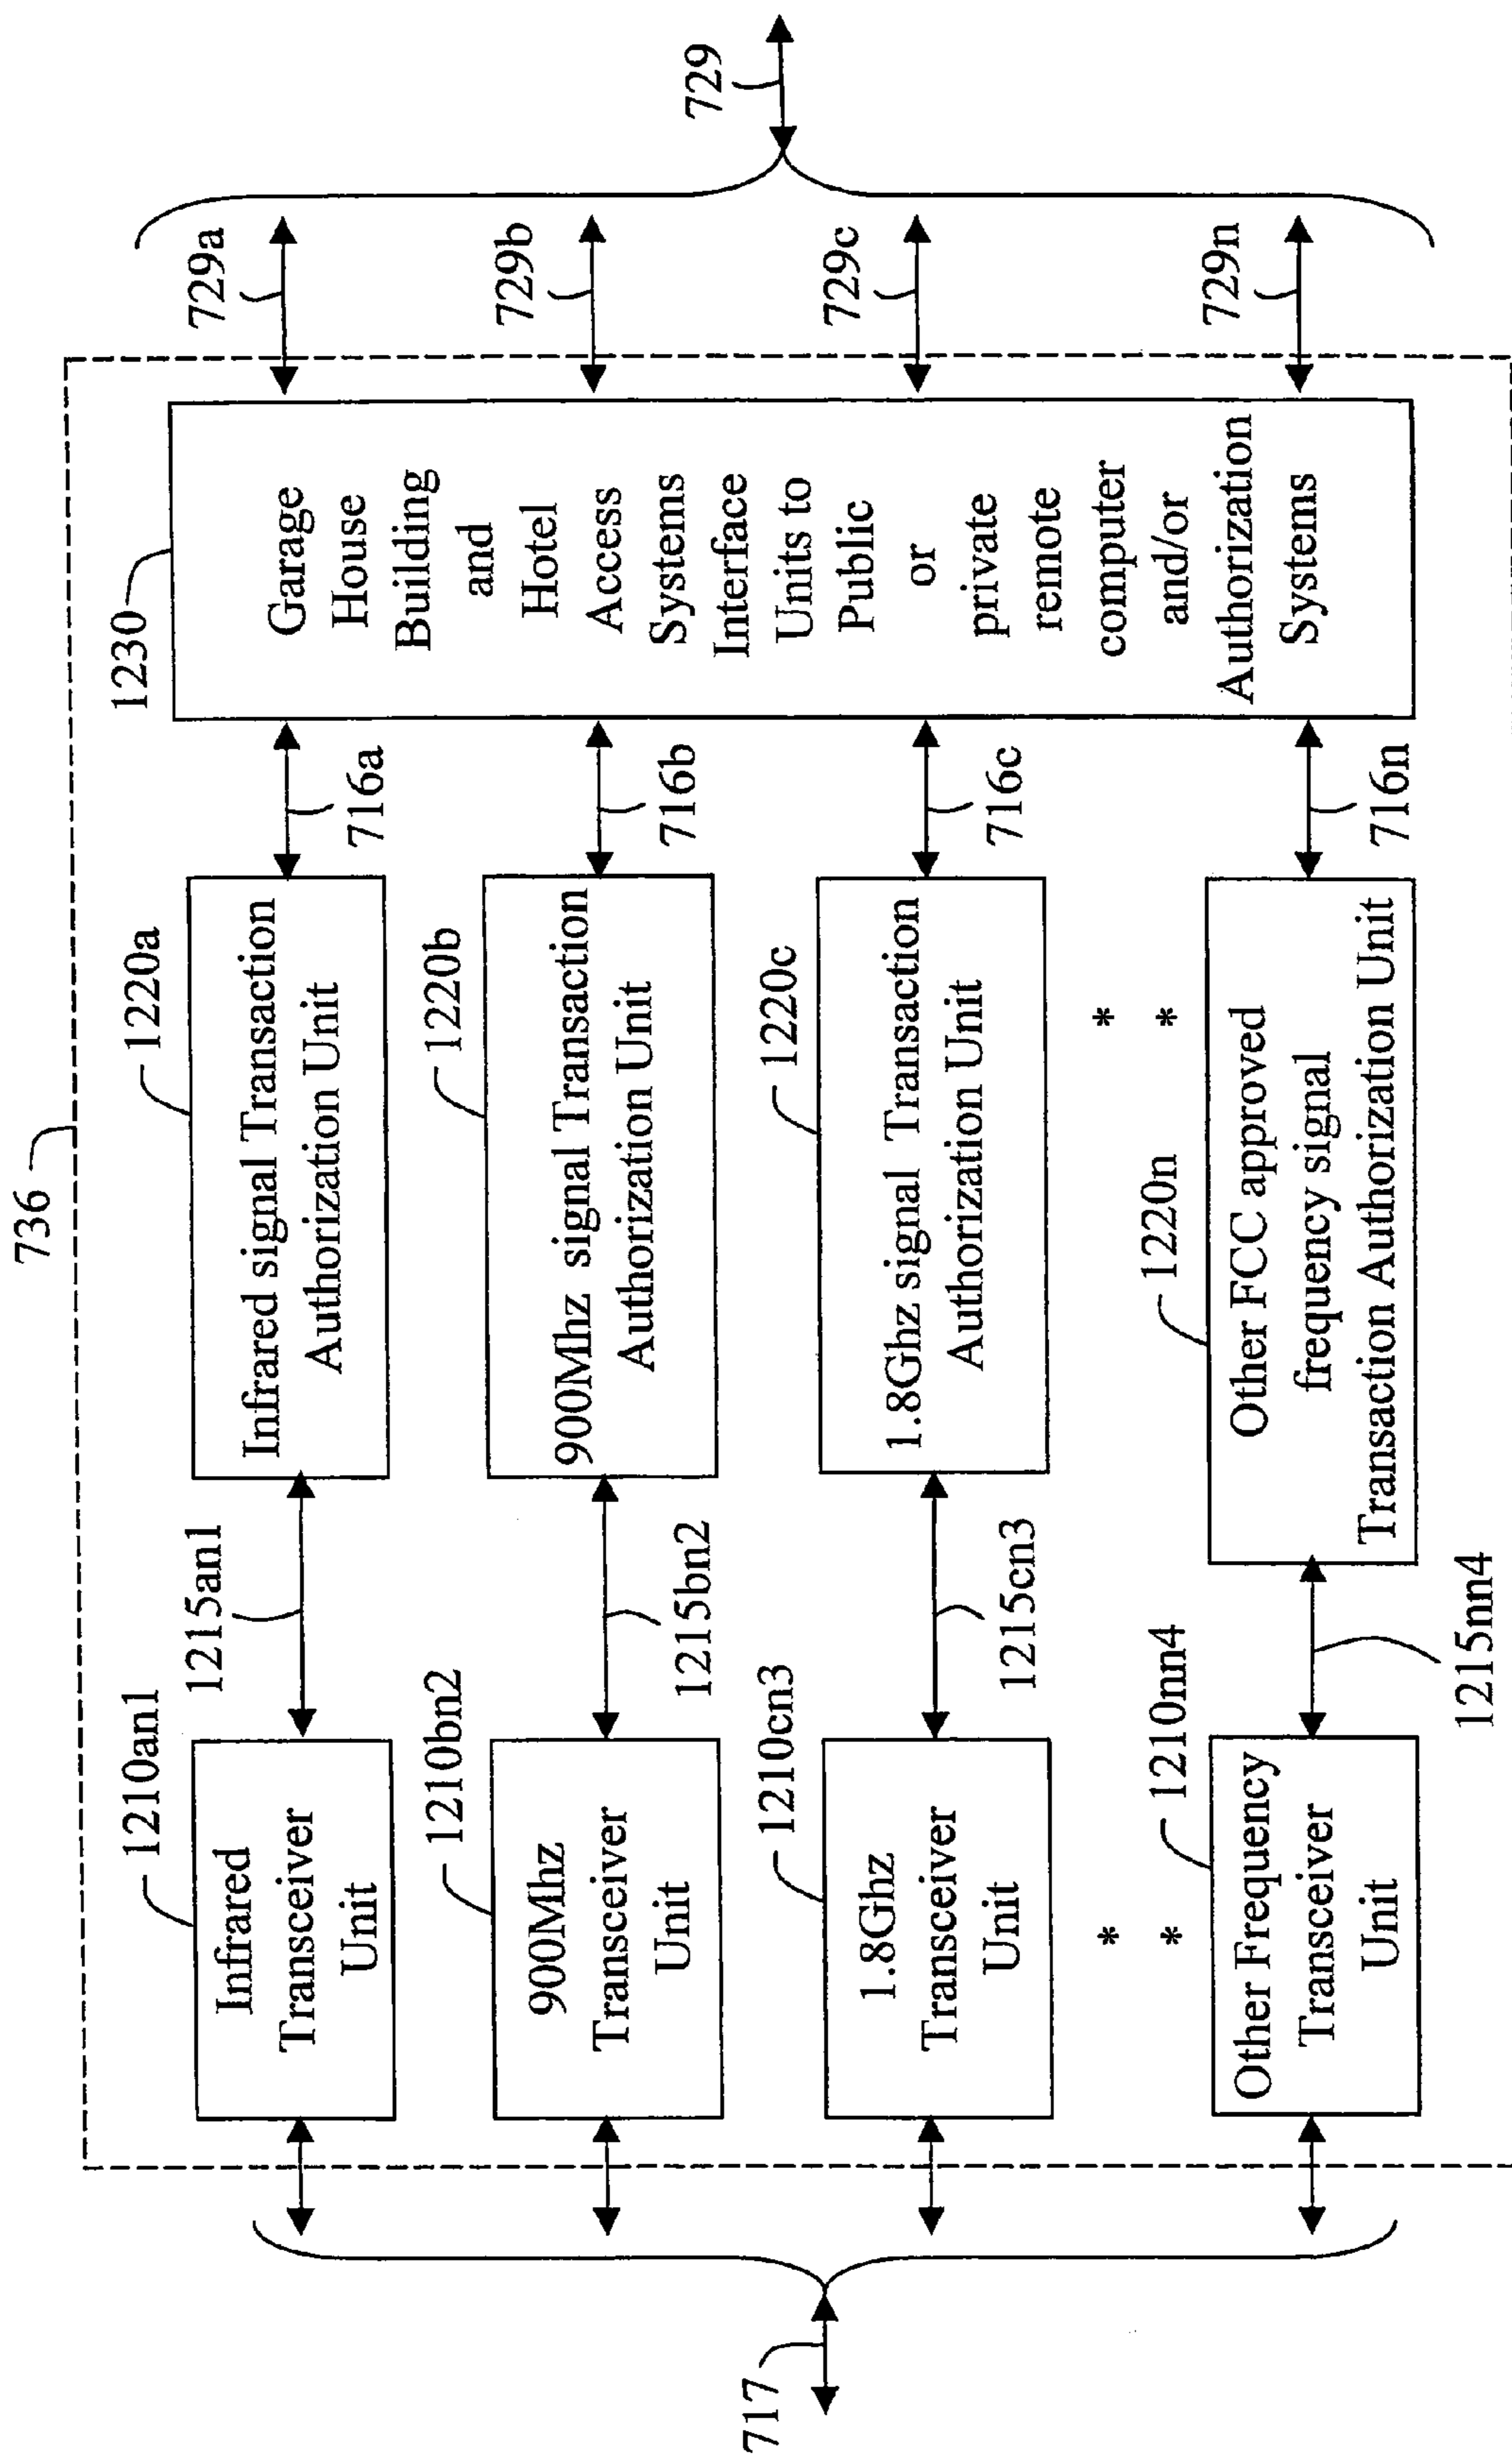 736
1210an1
Infrared
Transceiver
Unit
1215an1
1220a
Infrared signal Transaction
Authorization Unit
716a
1210bn2
900Mhz
Transceiver
Unit
1215bn2
1220b
900Mhz signal Transaction
Authorization Unit
716b
1210cn3
1.8Ghz
Transceiver
Unit
1215cn3
1220c
1.8Ghz signal Transaction
Authorization Unit
716c
* *
* *
1210nn4
Other Frequency
Transceiver
Unit
1215nn4
1220n
Other FCC approved
frequency signal
Transaction Authorization Unit
716n
1230
Garage
House
Building
and
Hotel
Access
Systems
Interface
Units to
Public
or
private
remote
computer
and/or
Authorization
Systems
729a
729b
729c
729n
729
717